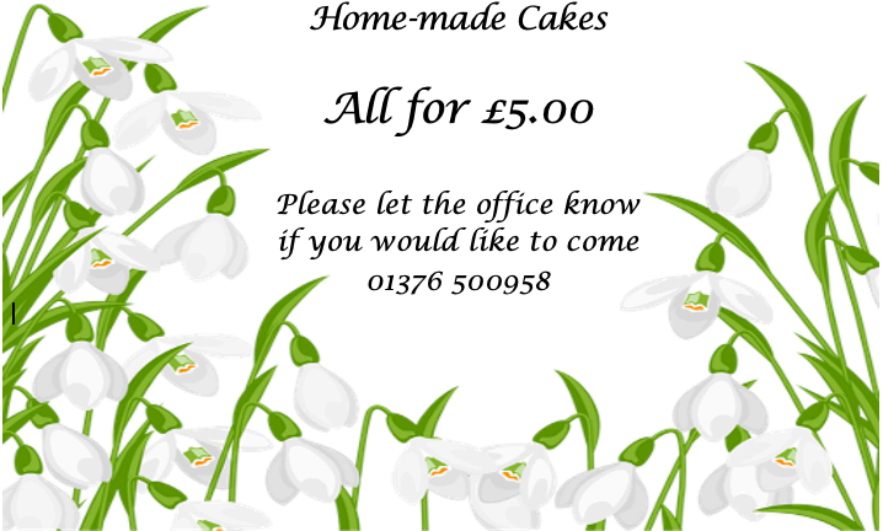 Home-made Cakes
All for £5.00
Please let the office know
if you would like to come
01376 500958